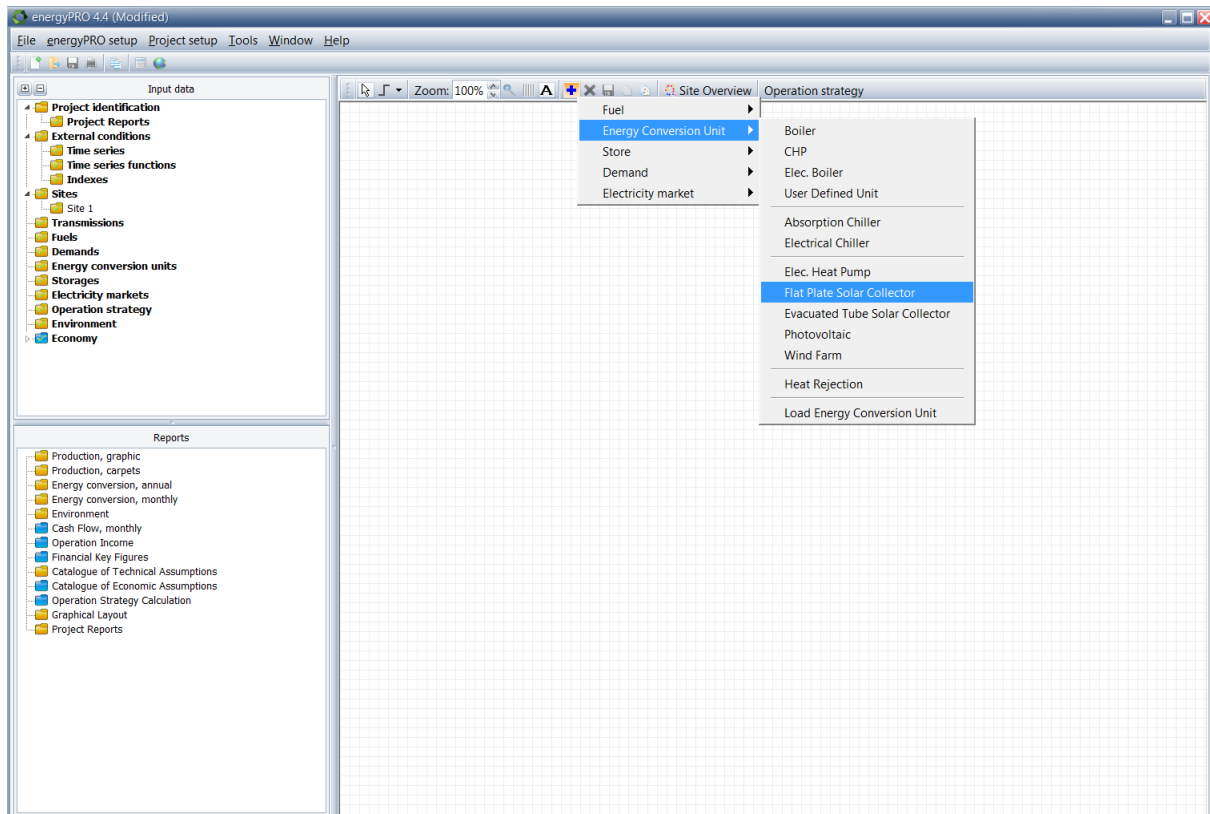 energyPRO 4.4 (Modified)
File energyPRO setup Project setup Tools Window Help
Input data
Project identification
Project Reports
External conditions
Time series
Time series functions
Indexes
Sites
Site 1
Transmissions
Fuels
Demands
Energy conversion units
Storages
Electricity markets
Operation strategy
Environment
Economy
Reports
Production, graphic
Production, carpets
Energy conversion, annual
Energy conversion, monthly
Environment
Cash Flow, monthly
Operation Income
Financial Key Figures
Catalogue of Technical Assumptions
Catalogue of Economic Assumptions
Operation Strategy Calculation
Graphical Layout
Project Reports
Zoom: 100% A Site Overview Operation strategy
Fuel
Energy Conversion Unit
Store
Demand
Electricity market
Boiler
CHP
Elec. Boiler
User Defined Unit
Absorption Chiller
Electrical Chiller
Elec. Heat Pump
Flat Plate Solar Collector
Evacuated Tube Solar Collector
Photovoltaic
Wind Farm
Heat Rejection
Load Energy Conversion Unit